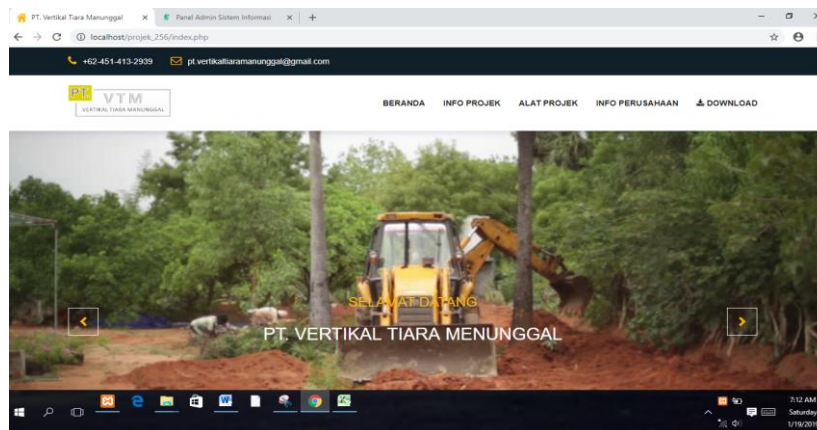 PT. Vertikal Tiara Menunggal
Panel Admin Sistem Informasi
localhost/projek_256/index.php
+62-451-413-2939 pt.vertikaltiaramanunggal@gmail.com
PT. VTM
VERTIKAL TIARA MANUNGGAL
BERANDA INFO PROJEK ALAT PROJEK INFO PERUSAHAAN DOWNLOAD
SELAMAT DATANG
PT. VERTIKAL TIARA MENUNGGAL
7:12 AM
Saturday
1/19/201